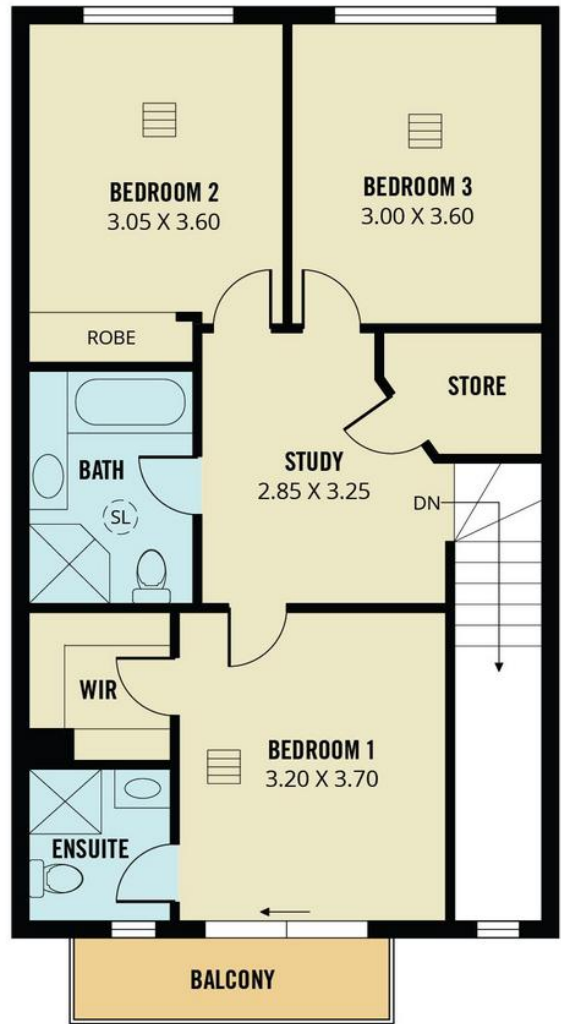 BEDROOM 2
3.05 X 3.60
BEDROOM 3
3.00 X 3.60
ROBE
STORE
BATH
SL
STUDY
2.85 X 3.25
DN
WIR
BEDROOM 1
3.20 X 3.70
ENSUITE
BALCONY